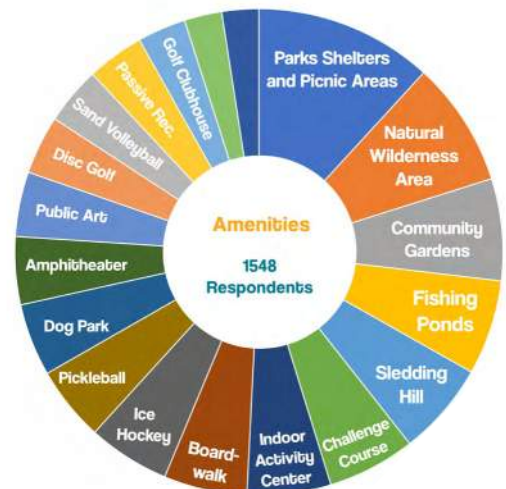 Parks Shelters
and Picnic Areas
Natural
Wilderness
Area
Community
Gardens
Fishing
Ponds
Sledding
Hill
Challenge
Course
Indoor
Activity
Center
Board-
walk
Ice
Hockey
Pickleball
Dog Park
Amphitheater
Public Art
Disc Golf
Sand Volleyball
Passive Rec.
Golf Clubhouse
Amenities
1548
Respondents